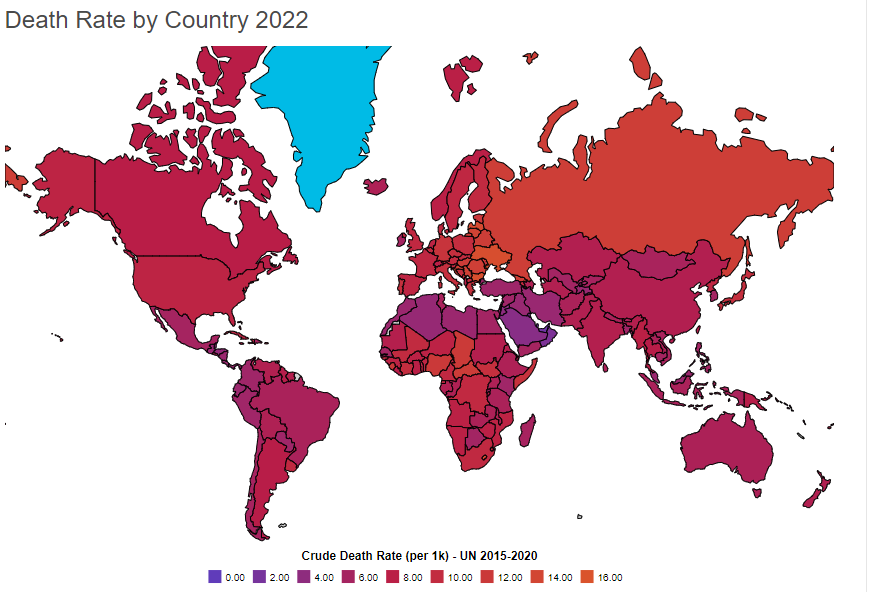 Death Rate by Country 2022
Crude Death Rate (per 1k) - UN 2015-2020
0.00 2.00 4.00 6.00 8.00 10.00 12.00 14.00 16.00